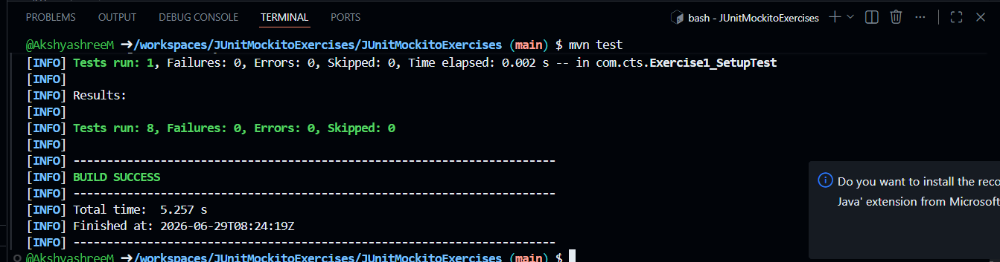 PROBLEMS OUTPUT DEBUG CONSOLE TERMINAL PORTS bash - JUnitMockitoExercises
@AkshyashreeM ➜/workspaces/JUnitMockitoExercises/JUnitMockitoExercises (main) $ mvn test
[INFO] Tests run: 1, Failures: 0, Errors: 0, Skipped: 0, Time elapsed: 0.002 s -- in com.cts.Exercise1_SetupTest
[INFO]
[INFO] Results:
[INFO]
[INFO] Tests run: 8, Failures: 0, Errors: 0, Skipped: 0
[INFO]
[INFO] ------------------------------------------------------------------------
[INFO] BUILD SUCCESS
[INFO] ------------------------------------------------------------------------
[INFO] Total time:  5.257 s
[INFO] Finished at: 2026-06-29T08:24:19Z
[INFO] ------------------------------------------------------------------------
@AkshyashreeM ➜/workspaces/JUnitMockitoExercises/JUnitMockitoExercises (main) $
Do you want to install the reco
Java' extension from Microsoft